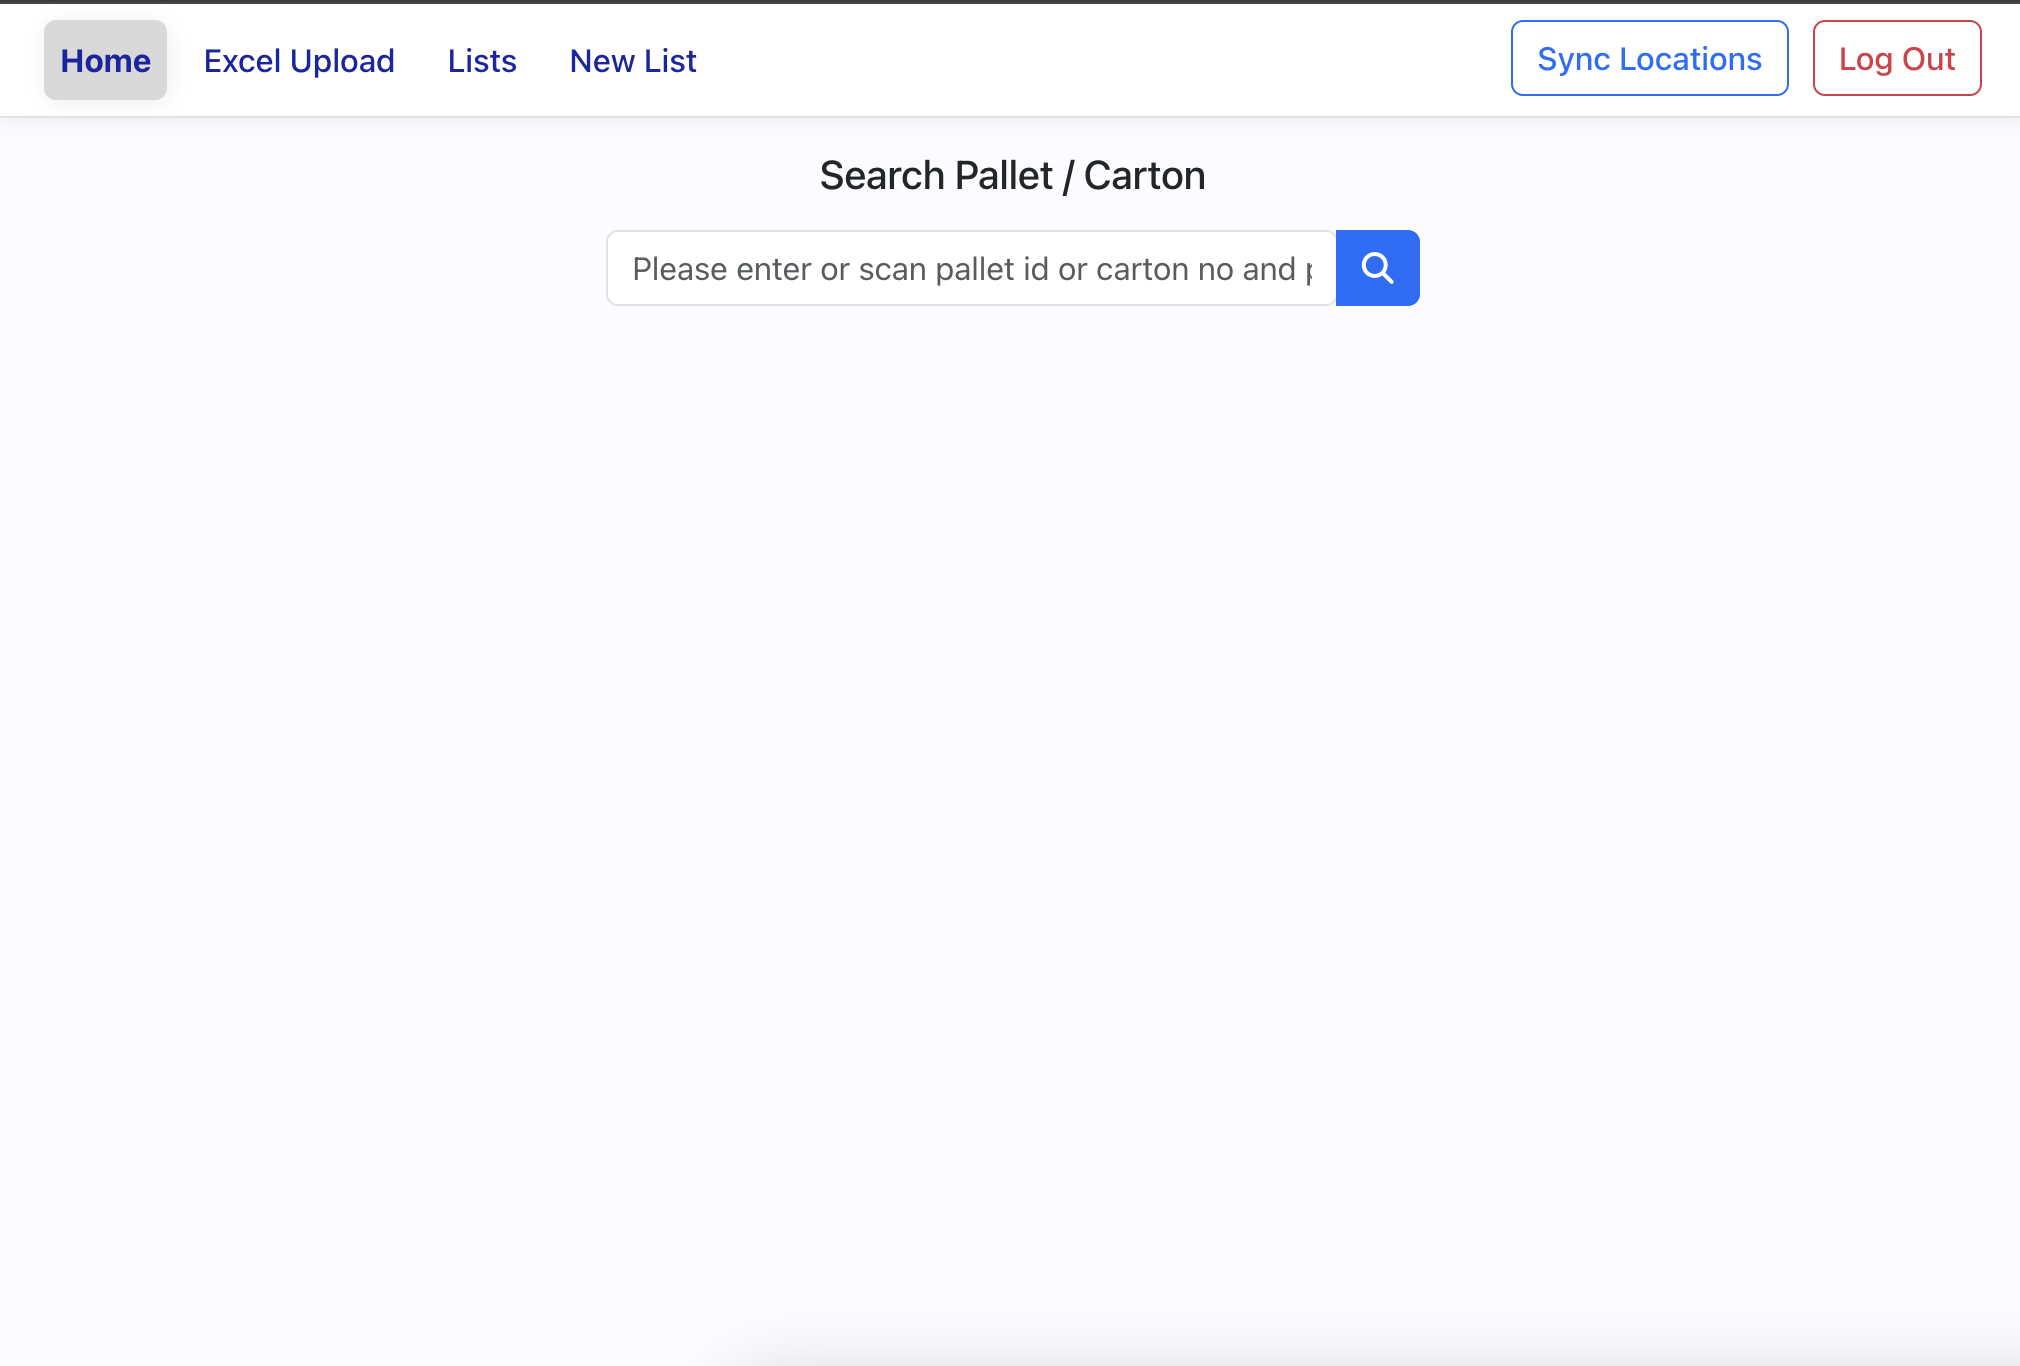 Home Excel Upload Lists New List Sync Locations Log Out
Search Pallet / Carton
Please enter or scan pallet id or carton no and